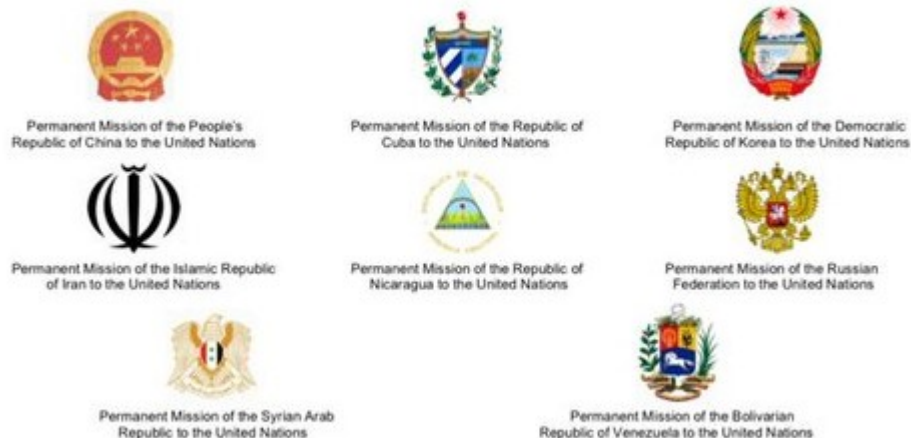 Permanent Mission of the People's
Republic of China to the United Nations
Permanent Mission of the Republic of
Cuba to the United Nations
Permanent Mission of the Democratic
Republic of Korea to the United Nations
Permanent Mission of the Islamic Republic
of Iran to the United Nations
Permanent Mission of the Republic of
Nicaragua to the United Nations
Permanent Mission of the Russian
Federation to the United Nations
Permanent Mission of the Syrian Arab
Republic to the United Nations
Permanent Mission of the Bolivarian
Republic of Venezuela to the United Nations